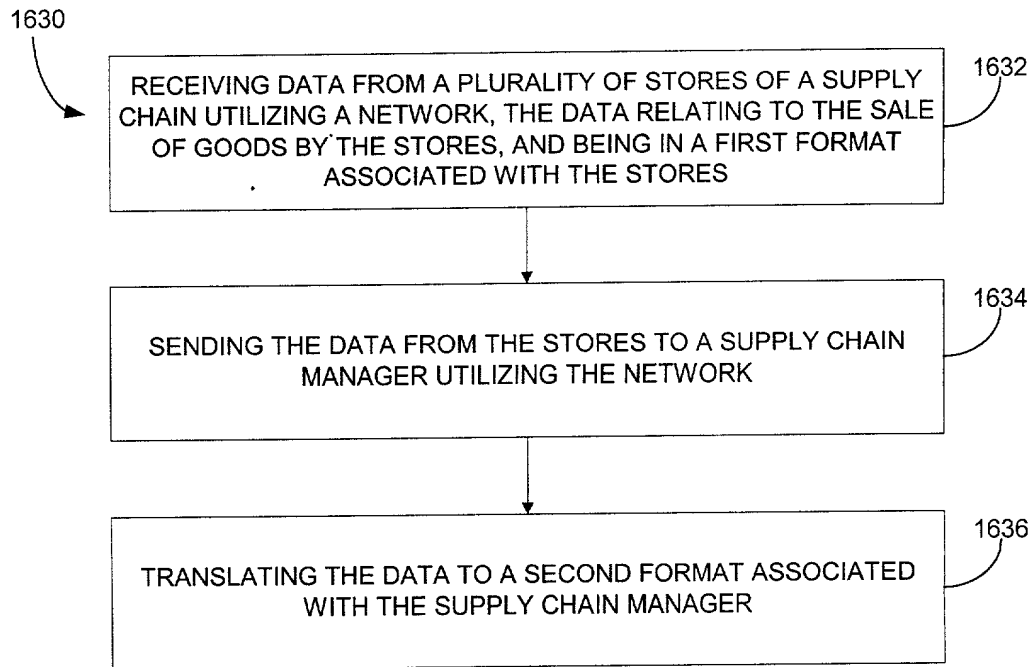 1630
RECEIVING DATA FROM A PLURALITY OF STORES OF A SUPPLY
CHAIN UTILIZING A NETWORK, THE DATA RELATING TO THE SALE
OF GOODS BY THE STORES, AND BEING IN A FIRST FORMAT
ASSOCIATED WITH THE STORES
1632
SENDING THE DATA FROM THE STORES TO A SUPPLY CHAIN
MANAGER UTILIZING THE NETWORK
1634
TRANSLATING THE DATA TO A SECOND FORMAT ASSOCIATED
WITH THE SUPPLY CHAIN MANAGER
1636